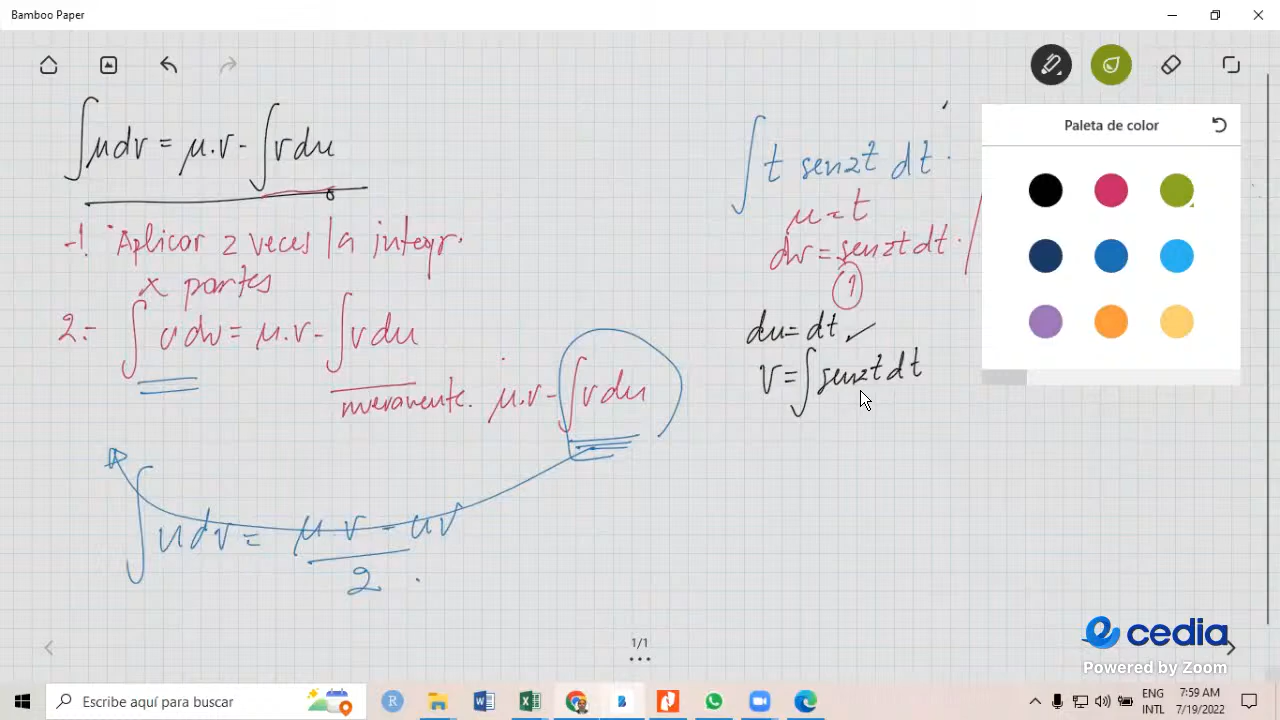 Bamboo Paper
∫μdv = μ.v - ∫vdu
-1 Aplicar 2 veces la integr.
x partes
2.- ∫udv = μ.v - ∫vdu
nuevamente. μ.v - ∫vdu
∫udv = μv - uv
2
∫t sen2t dt.
μ = t
dv = sen2t dt.
du = dt ✓
v = ∫sen2t dt
Paleta de color
1/1
cedia
Powered by Zoom
Escribe aquí para buscar
ENG
INTL
7:59 AM
7/19/2022